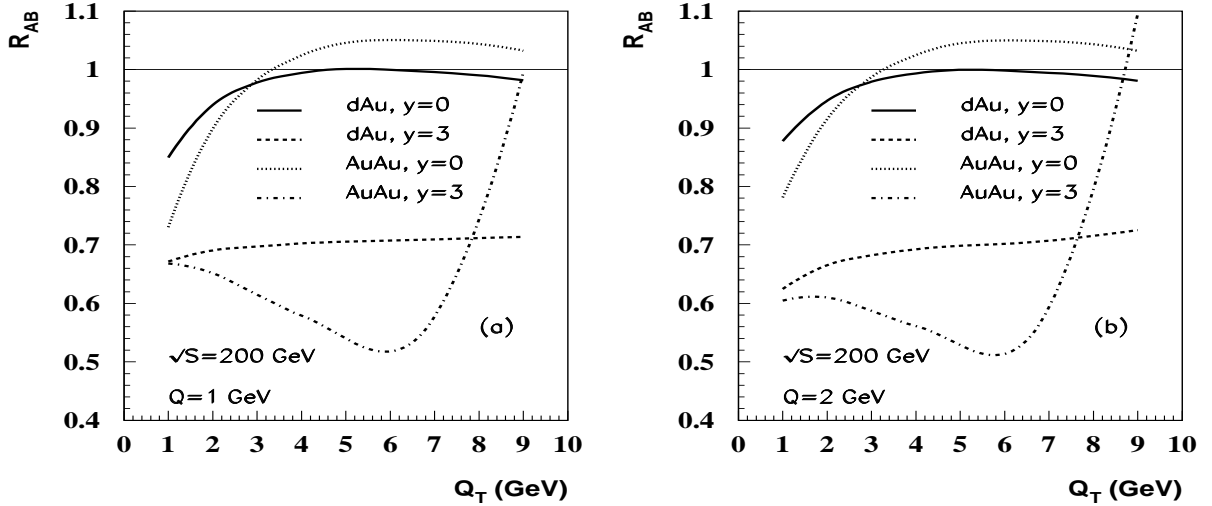 R_AB
1.1
1
0.9
0.8
0.7
0.6
0.5
0.4
dAu, y=0
dAu, y=3
AuAu, y=0
AuAu, y=3
(a)
√S=200 GeV
Q=1 GeV
0 1 2 3 4 5 6 7 8 9 10
Q_T (GeV)
R_AB
1.1
1
0.9
0.8
0.7
0.6
0.5
0.4
dAu, y=0
dAu, y=3
AuAu, y=0
AuAu, y=3
(b)
√S=200 GeV
Q=2 GeV
0 1 2 3 4 5 6 7 8 9 10
Q_T (GeV)